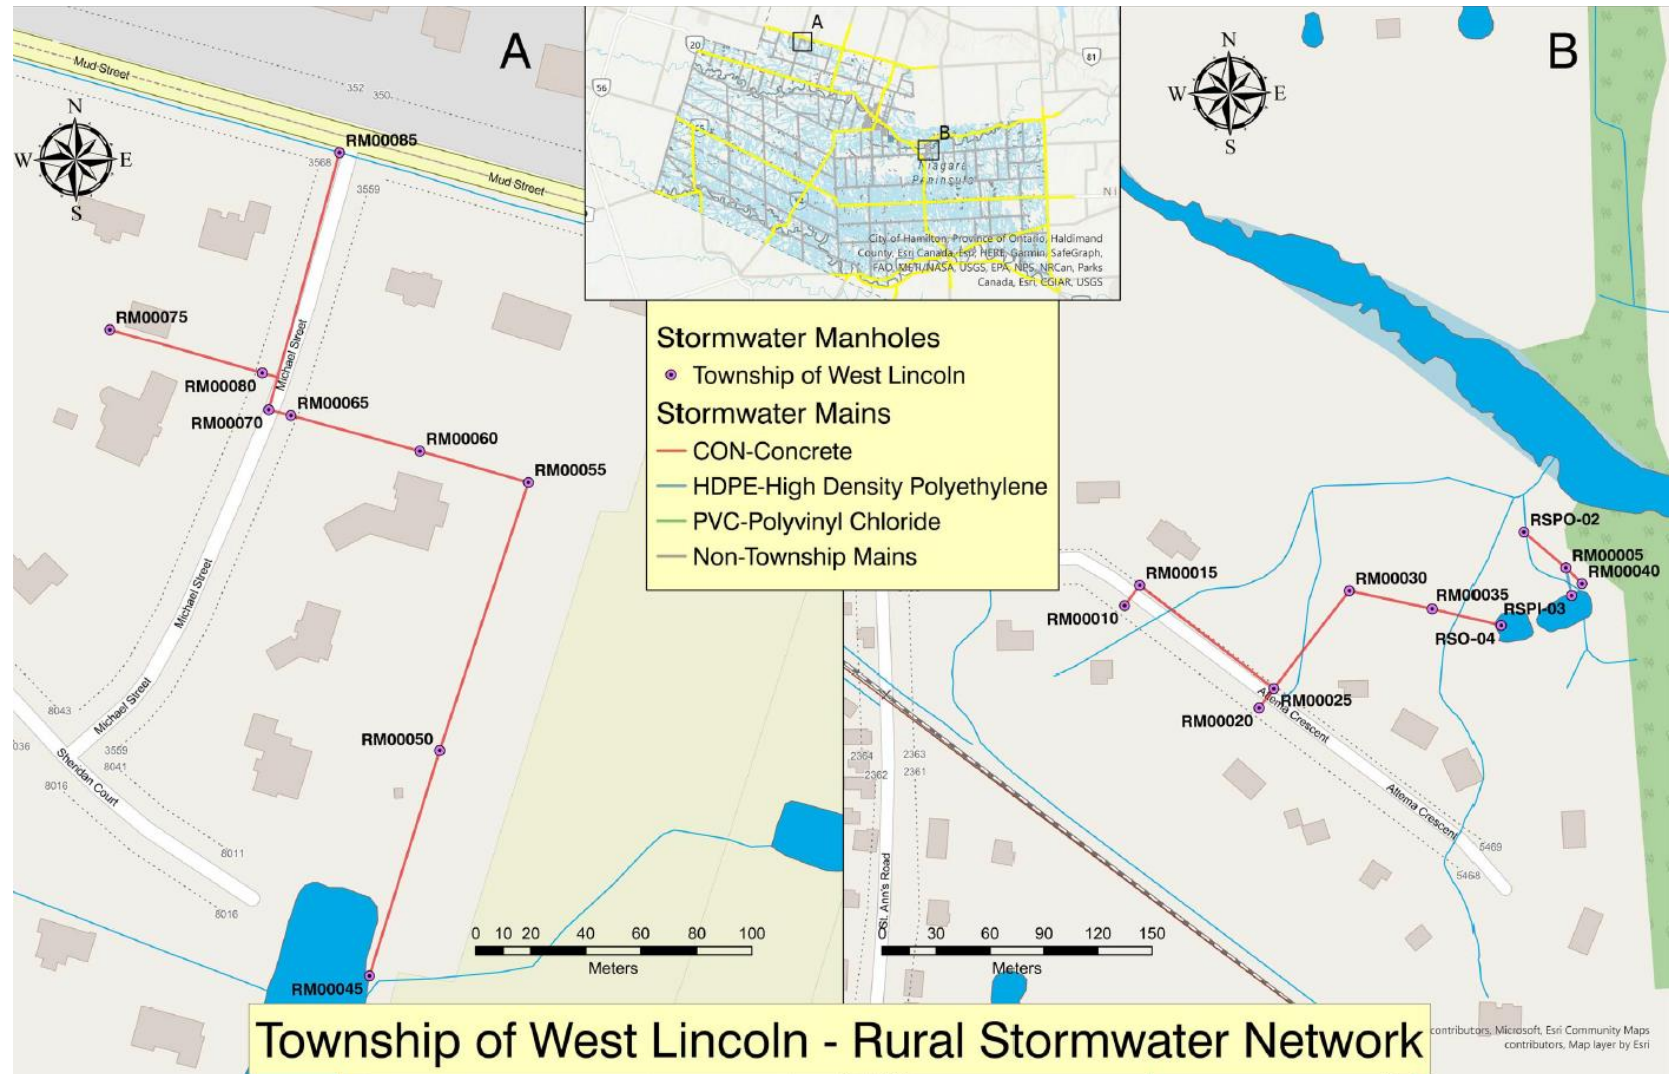 A
Mud Street
352 350
N
W E
S
RM00085
3568
3559
Mud Street
RM00075
Michael Street
RM00080
RM00065
RM00070
RM00060
RM00055
Michael Street
RM00050
8043
Michael Street
3559
8041
Sheridan Court
8016
8011
8016
RM00045
0 10 20 40 60 80 100
Meters
A
20
81
56
B
Niagara
Peninsula
City of Hamilton, Province of Ontario, Haldimand
County, Esri Canada, Esri, HERE, Garmin, SafeGraph,
FAO, METI/NASA, USGS, EPA, NPS, NRCan, Parks
Canada, Esri, CGIAR, USGS
Stormwater Manholes
Township of West Lincoln
Stormwater Mains
CON-Concrete
HDPE-High Density Polyethylene
PVC-Polyvinyl Chloride
Non-Township Mains
B
N
W E
S
RSPO-02
RM00005
RM00040
RM00015
RM00030
RM00010
RM00035
RSPI-03
RSO-04
RM00025
RM00020
Attema Crescent
2364
2363
2362
2361
Attema Crescent
5469
5468
St. Ann's Road
0 30 60 90 120 150
Meters
Township of West Lincoln - Rural Stormwater Network
contributors, Microsoft, Esri Community Maps
contributors, Map layer by Esri